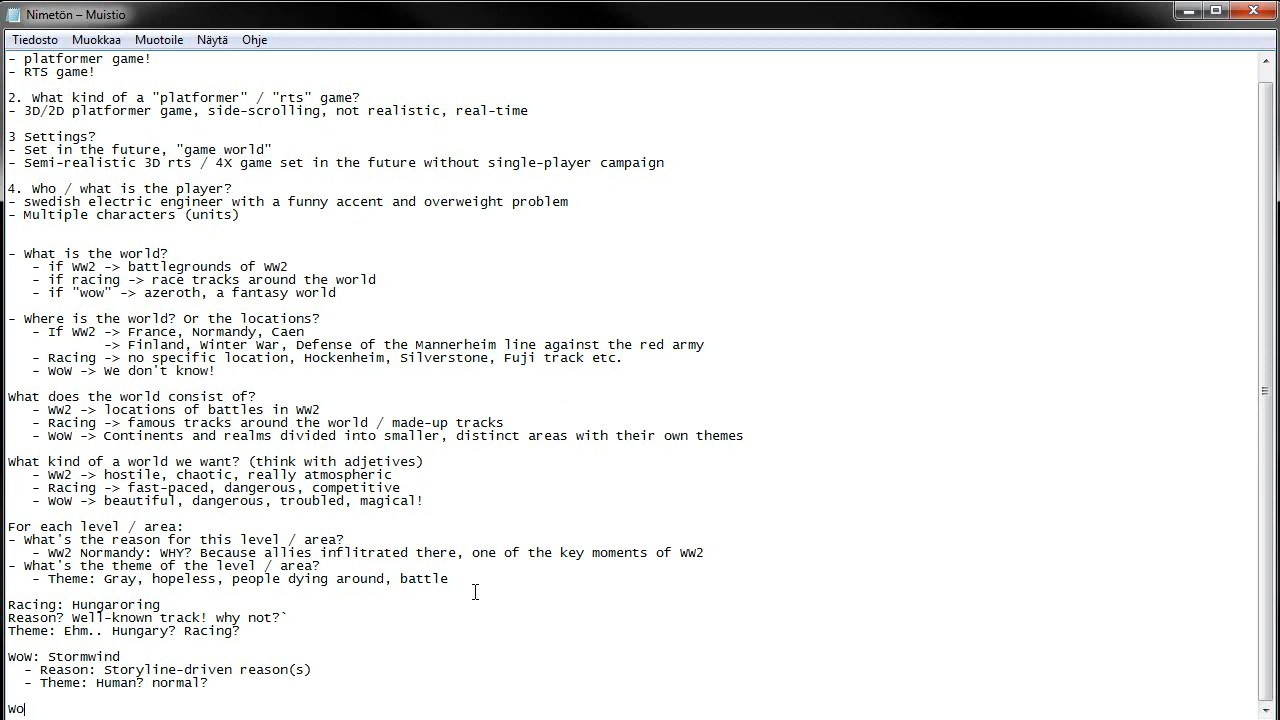 Nimetön – Muistio
Tiedosto Muokkaa Muotoile Näytä Ohje
- platformer game!
- RTS game!
2. What kind of a "platformer" / "rts" game?
- 3D/2D platformer game, side-scrolling, not realistic, real-time
3 Settings?
- Set in the future, "game world"
- Semi-realistic 3D rts / 4X game set in the future without single-player campaign
4. Who / what is the player?
- swedish electric engineer with a funny accent and overweight problem
- Multiple characters (units)
- What is the world?
- if WW2 -> battlegrounds of WW2
- if racing -> race tracks around the world
- if "wow" -> azeroth, a fantasy world
- Where is the world? Or the locations?
- If WW2 -> France, Normandy, Caen
-> Finland, Winter War, Defense of the Mannerheim line against the red army
- Racing -> no specific location, Hockenheim, Silverstone, Fuji track etc.
- WoW -> We don't know!
What does the world consist of?
- WW2 -> locations of battles in WW2
- Racing -> famous tracks around the world / made-up tracks
- WoW -> Continents and realms divided into smaller, distinct areas with their own themes
What kind of a world we want? (think with adjetives)
- WW2 -> hostile, chaotic, really atmospheric
- Racing -> fast-paced, dangerous, competitive
- WoW -> beautiful, dangerous, troubled, magical!
For each level / area:
- What's the reason for this level / area?
- WW2 Normandy: WHY? Because allies inflitrated there, one of the key moments of WW2
- What's the theme of the level / area?
- Theme: Gray, hopeless, people dying around, battle
Racing: Hungaroring
Reason? Well-known track! why not?`
Theme: Ehm.. Hungary? Racing?
WoW: Stormwind
- Reason: Storyline-driven reason(s)
- Theme: Human? normal?
Wo